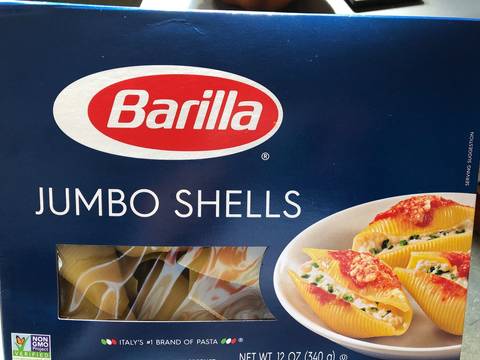 Barilla
®
JUMBO SHELLS
SERVING SUGGESTION
NON
GMO
VERIFIED
ITALY'S #1 BRAND OF PASTA ®
NET WT. 12 OZ (340 g)